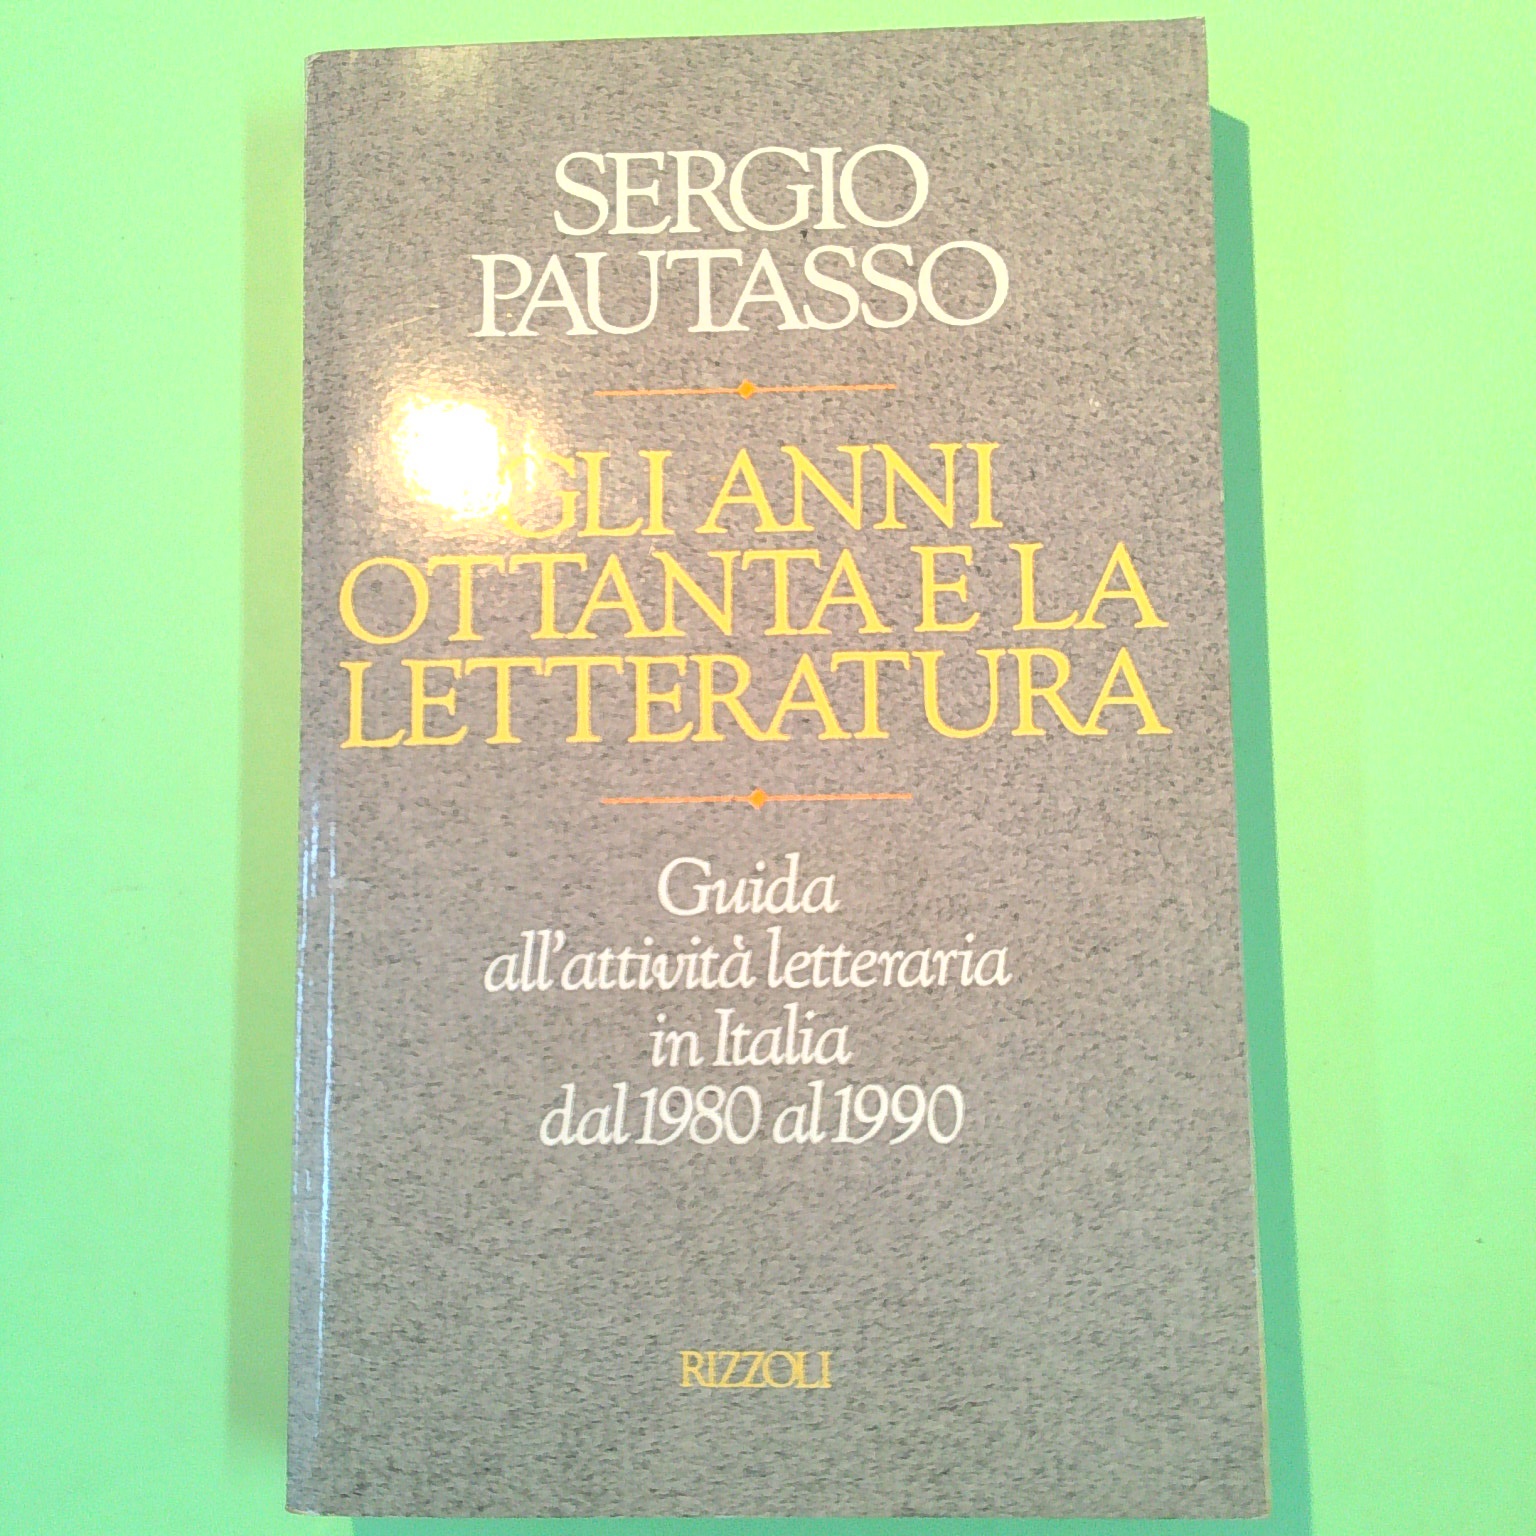 SERGIO
PAUTASSO
GLI ANNI
OTTANTA E LA
LETTERATURA
Guida
all'attività letteraria
in Italia
dal 1980 al 1990
RIZZOLI